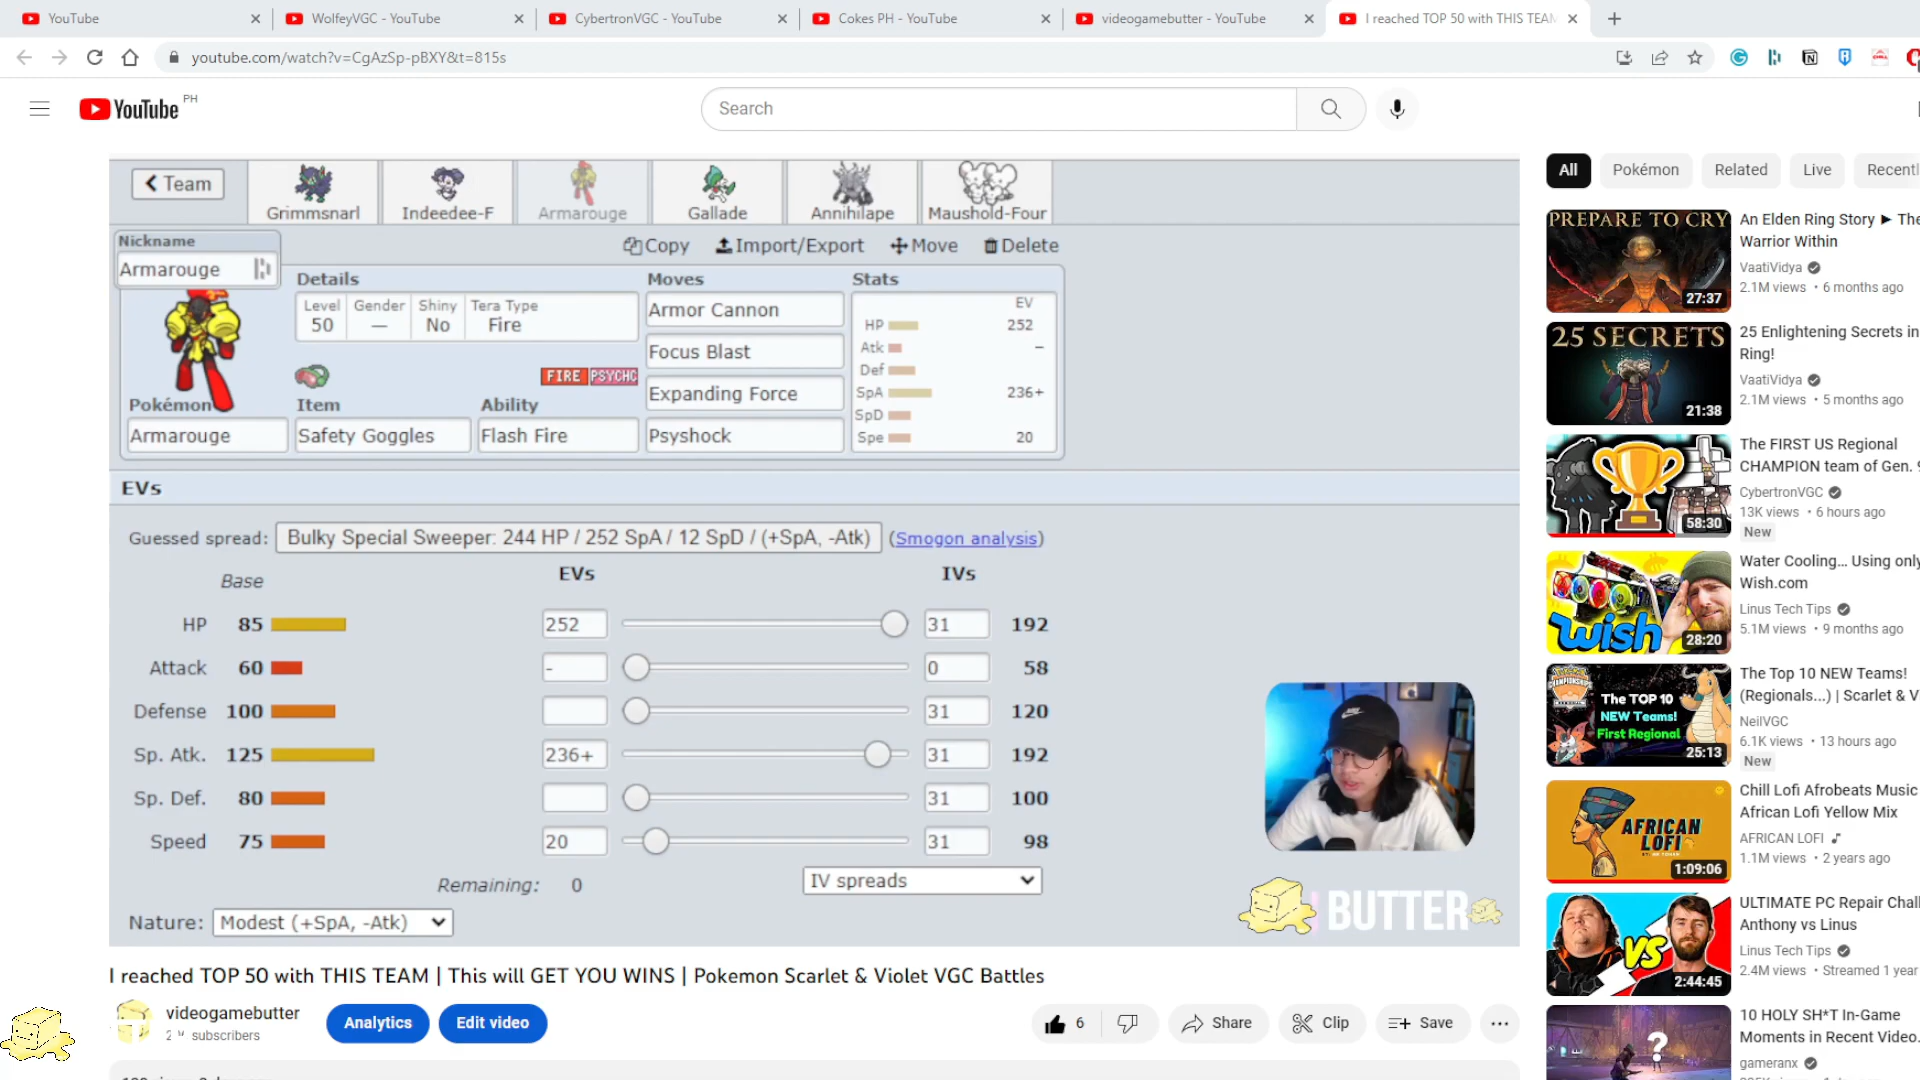 YouTube
WolfeyVGC - YouTube
CybertronVGC - YouTube
Cokes PH - YouTube
videogamebutter - YouTube
I reached TOP 50 with THIS TEAM
youtube.com/watch?v=CgAzSp-pBXY&t=815s
YouTube PH
Search
Team
Grimmsnarl
Indeedee-F
Armarouge
Gallade
Annihilape
Maushold-Four
Nickname
Armarouge
Copy
Import/Export
Move
Delete
Details
Level
50
Gender
—
Shiny
No
Tera Type
Fire
FIRE
Pokémon
Armarouge
Item
Safety Goggles
Ability
Flash Fire
Moves
Armor Cannon
Focus Blast
Expanding Force
Psyshock
Stats
EV
HP 252
Atk –
Def
SpA 236+
SpD
Spe 20
EVs
Guessed spread: Bulky Special Sweeper: 244 HP / 252 SpA / 12 SpD / (+SpA, -Atk) (Smogon analysis)
Base EVs IVs
HP 85 252 31 192
Attack 60 - 0 58
Defense 100 31 120
Sp. Atk. 125 236+ 31 192
Sp. Def. 80 31 100
Speed 75 20 31 98
Remaining: 0
IV spreads
Nature: Modest (+SpA, -Atk)
BUTTER
I reached TOP 50 with THIS TEAM | This will GET YOU WINS | Pokemon Scarlet & Violet VGC Battles
videogamebutter
subscribers
Analytics
Edit video
6
Share
Clip
Save
All
Pokémon
Related
Live
PREPARE TO CRY
27:37
An Elden Ring Story ► The
Warrior Within
VaatiVidya
2.1M views • 6 months ago
25 SECRETS
21:38
25 Enlightening Secrets in
Ring!
VaatiVidya
2.1M views • 5 months ago
58:30
The FIRST US Regional
CHAMPION team of Gen.
CybertronVGC
13K views • 6 hours ago
New
wish
28:20
Water Cooling... Using only
Wish.com
Linus Tech Tips
5.1M views • 9 months ago
The TOP 10
NEW Teams!
First Regional
25:13
The Top 10 NEW Teams!
(Regionals...) | Scarlet & V
NeilVGC
6.1K views • 13 hours ago
New
AFRICAN
LOFI
1:09:06
Chill Lofi Afrobeats Music
African Lofi Yellow Mix
AFRICAN LOFI
1.1M views • 2 years ago
VS
2:44:45
ULTIMATE PC Repair Chall
Anthony vs Linus
Linus Tech Tips
2.4M views • Streamed 1 year
?
10 HOLY SH*T In-Game
Moments in Recent Video
gameranx